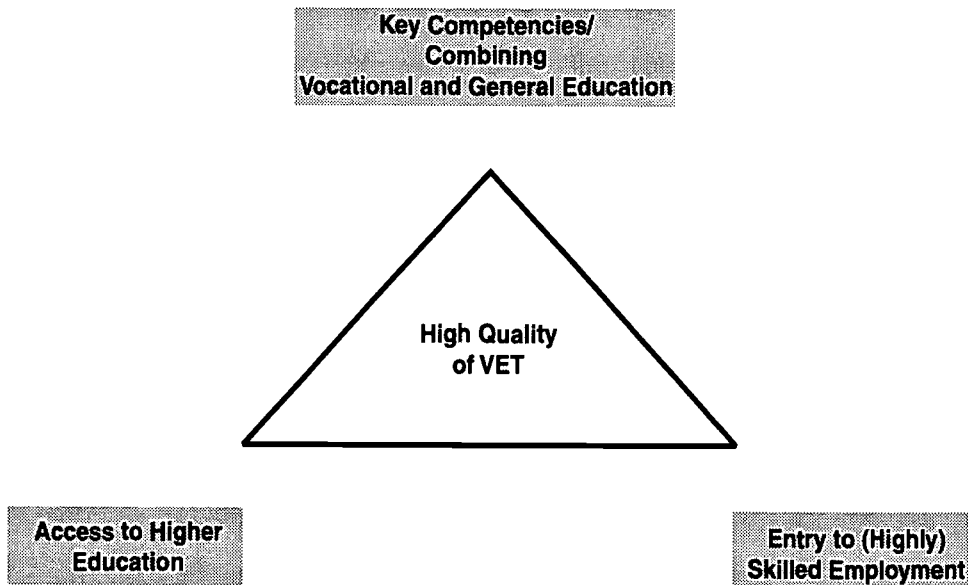 Key Competencies/
Combining
Vocational and General Education
High Quality
of VET
Access to Higher
Education
Entry to (Highly)
Skilled Employment